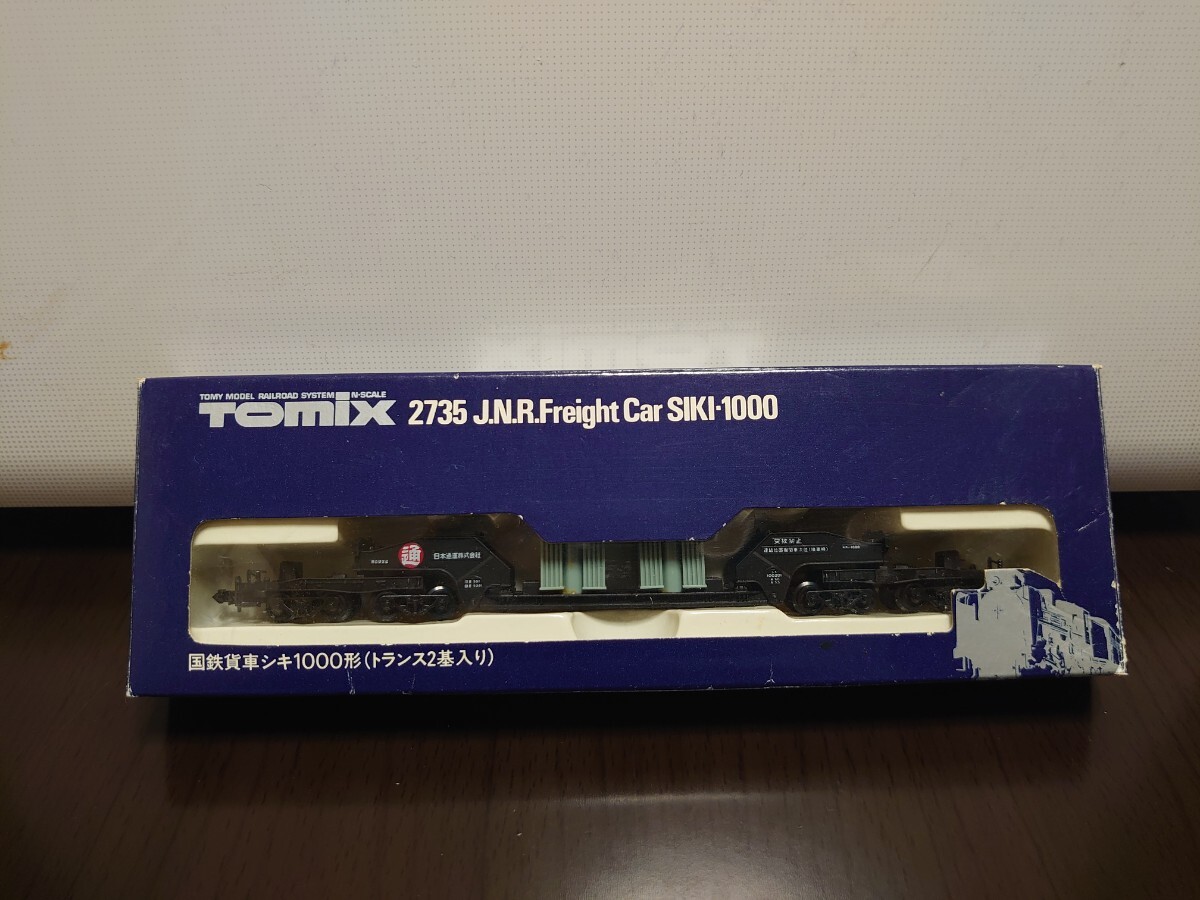 TOMY MODEL RAILROAD SYSTEM N-SCALE
TOMIX 2735 J.N.R.Freight Car SIKI-1000
通 日本通運株式会社
国鉄貨車シキ1000形(トランス2基入り)